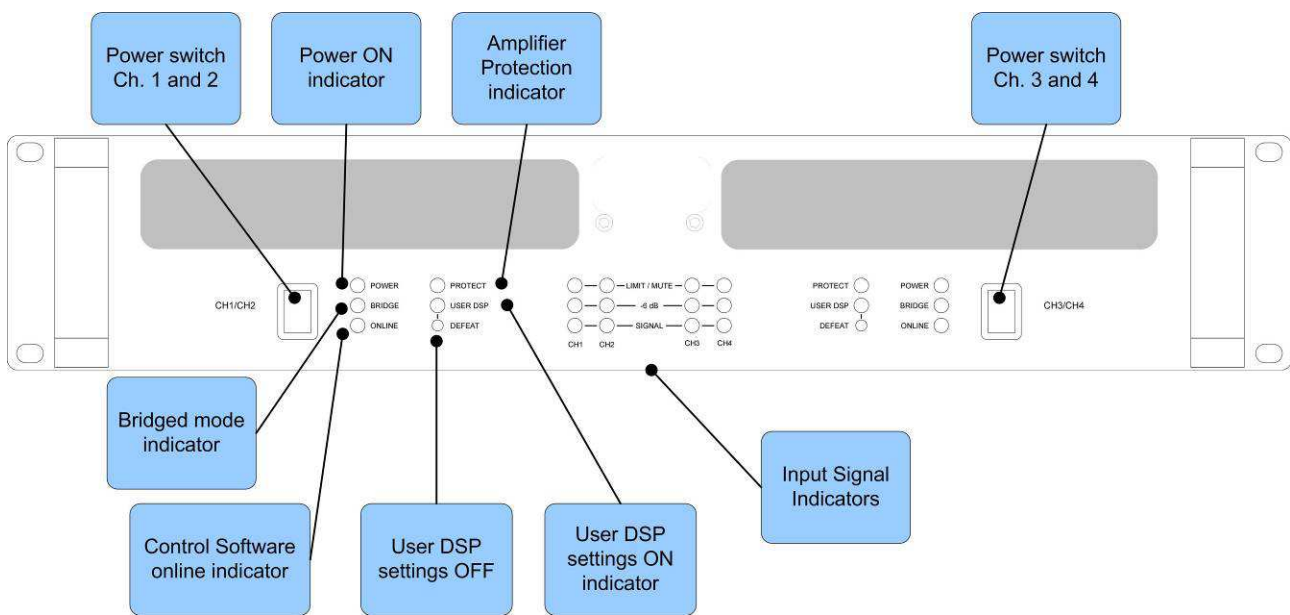 Power switch
Ch. 1 and 2
Power ON
indicator
Amplifier
Protection
indicator
Power switch
Ch. 3 and 4
CH1/CH2
POWER
BRIDGE
ONLINE
PROTECT
USER DSP
DEFEAT
LIMIT / MUTE
-6 dB
SIGNAL
CH1
CH2
CH3
CH4
PROTECT
USER DSP
DEFEAT
POWER
BRIDGE
ONLINE
CH3/CH4
Bridged mode
indicator
Input Signal
Indicators
Control Software
online indicator
User DSP
settings OFF
User DSP
settings ON
indicator